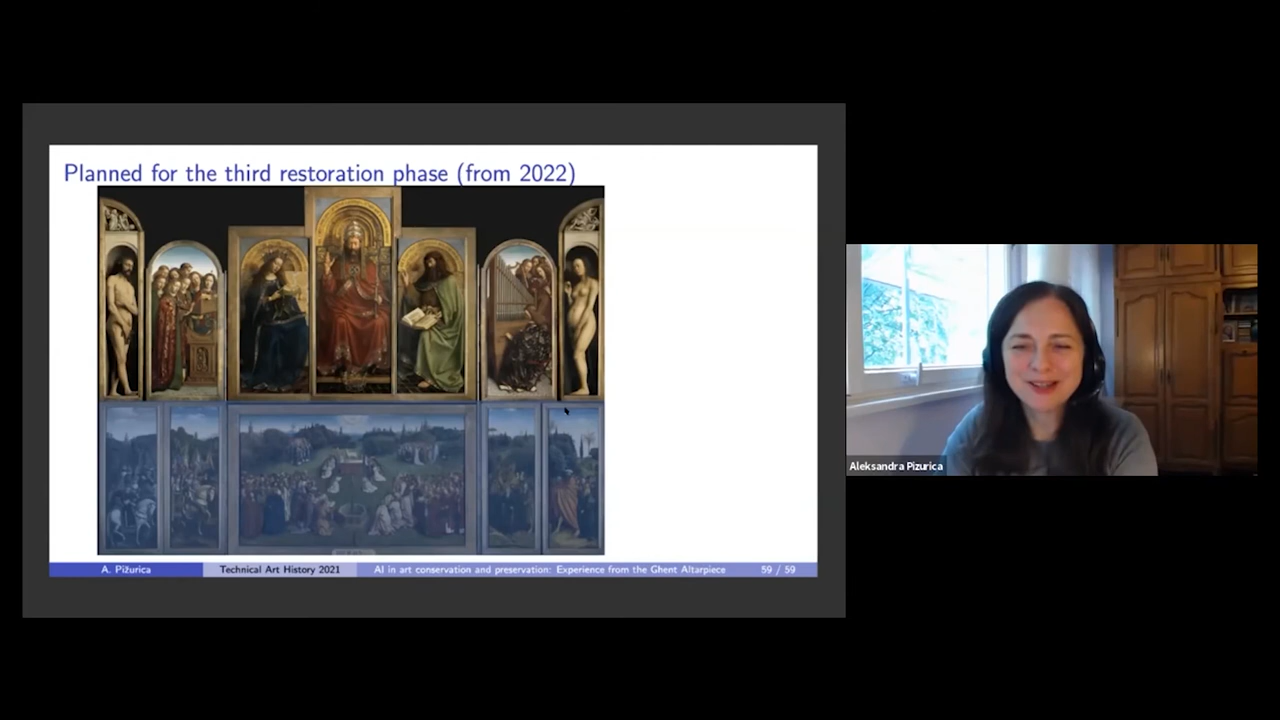 Planned for the third restoration phase (from 2022)
A. Pižurica
Technical Art History 2021
AI in art conservation and preservation: Experience from the Ghent Altarpiece
59 / 59
Aleksandra Pizurica